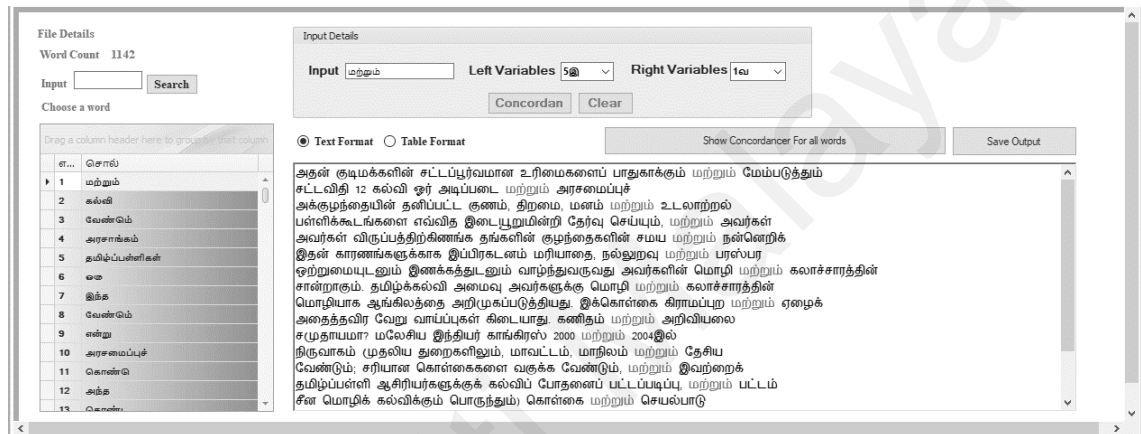 File Details
Word Count 1142
Input Search
Choose a word
Drag a column header here to group by that column
எ... சொல்
1 மற்றும்
2 கல்வி
3 வேண்டும்
4 அரசாங்கம்
5 தமிழ்ப்பள்ளிகள்
6 ஒரு
7 இந்த
8 வேண்டும்
9 என்று
10 அரசமைப்புச்
11 கொண்டு
12 அந்த
13
Input Details
Input மற்றும் Left Variables 5இ Right Variables 1வ
Concordan Clear
Text Format Table Format Show Concordancer For all words Save Output
அதன் குடிமக்களின் சட்டப்பூர்வமான உரிமைகளைப் பாதுகாக்கும் மற்றும் மேம்படுத்தும்
சட்டவிதி 12 கல்வி ஓர் அடிப்படை மற்றும் அரசமைப்புச்
அக்குழந்தையின் தனிப்பட்ட குணம், திறமை, மனம் மற்றும் உடலாற்றல்
பள்ளிக்கூடங்களை எவ்வித இடையூறுமின்றி தேர்வு செய்யும், மற்றும் அவர்கள்
அவர்கள் விருப்பத்திற்கிணங்க தங்களின் குழந்தைகளின் சமய மற்றும் நன்னெறிக்
இதன் காரணங்களுக்காக இப்பிரகடனம் மரியாதை, நல்லுறவு மற்றும் பரஸ்பர
ஒற்றுமையுடனும் இணக்கத்துடனும் வாழ்ந்துவருவது அவர்களின் மொழி மற்றும் கலாச்சாரத்தின்
சான்றாகும். தமிழ்க்கல்வி அமைவு அவர்களுக்கு மொழி மற்றும் கலாச்சாரத்தின்
மொழியாக ஆங்கிலத்தை அறிமுகப்படுத்தியது. இக்கொள்கை கிராமப்புற மற்றும் ஏழைக்
அதைத்தவிர வேறு வாய்ப்புகள் கிடையாது. கணிதம் மற்றும் அறிவியலை
சமுதாயமா? மலேசிய இந்தியர் காங்கிரஸ் 2000 மற்றும் 2004இல்
நிருவாகம் முதலிய துறைகளிலும், மாவட்டம், மாநிலம் மற்றும் தேசிய
வேண்டும்; சரியான கொள்கைகளை வகுக்க வேண்டும், மற்றும் இவற்றைக்
தமிழ்ப்பள்ளி ஆசிரியர்களுக்குக் கல்விப் போதனைப் பட்டப்படிப்பு, மற்றும் பட்டம்
சீன மொழிக் கல்விக்கும் பொருந்தும்) கொள்கை மற்றும் செயல்பாடு